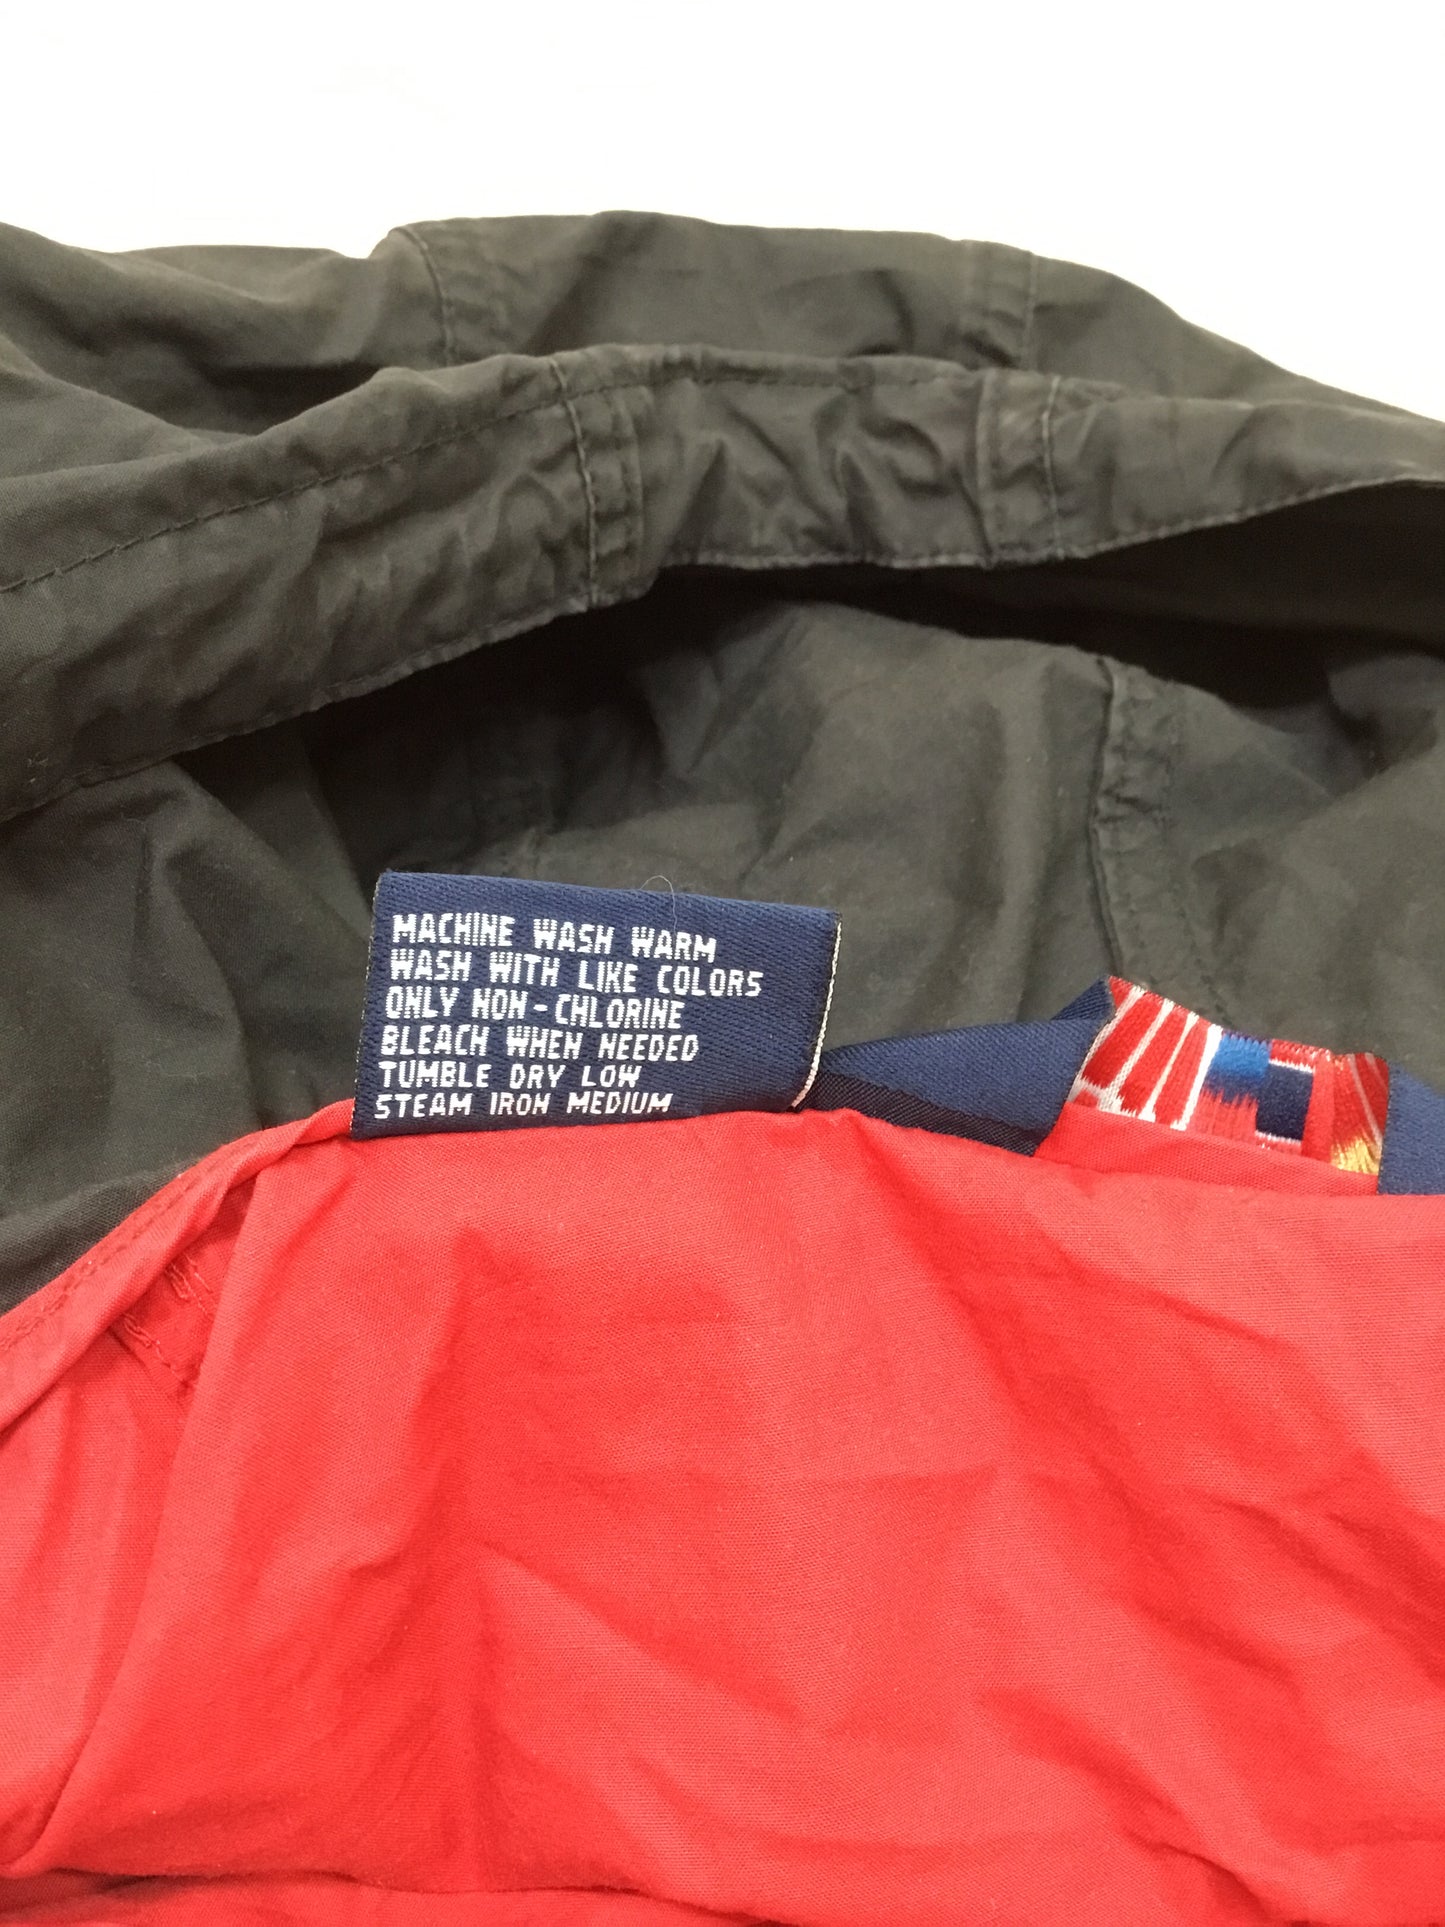 MACHINE WASH WARM
WASH WITH LIKE COLORS
ONLY NON-CHLORINE
BLEACH WHEN NEEDED
TUMBLE DRY LOW
STEAM IRON MEDIUM